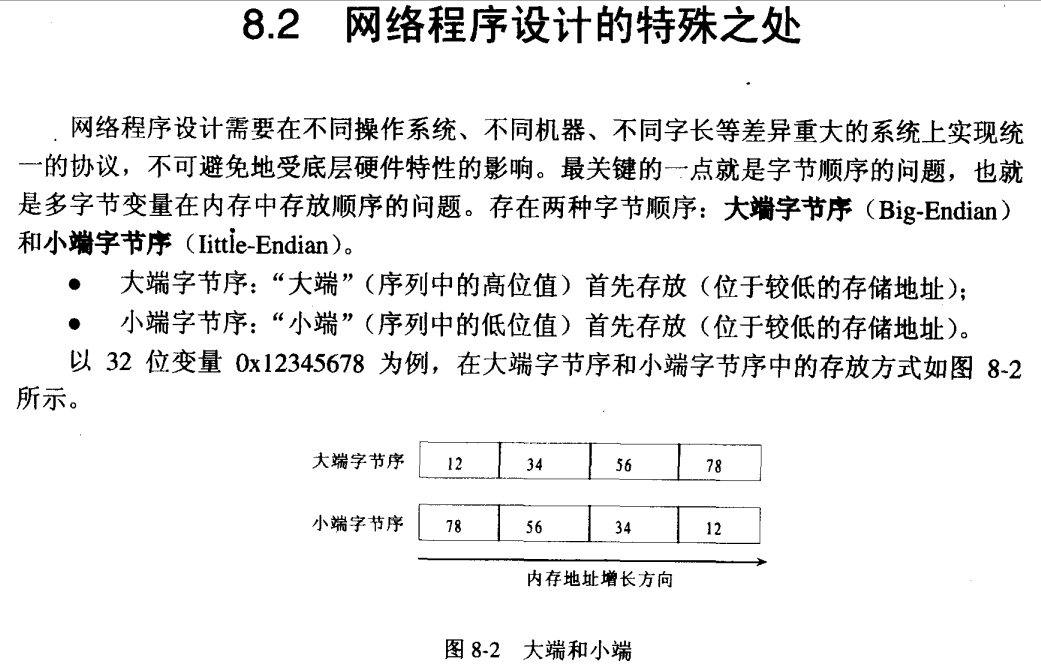 8.2 网络程序设计的特殊之处
网络程序设计需要在不同操作系统、不同机器、不同字长等差异重大的系统上实现统
一的协议，不可避免地受底层硬件特性的影响。最关键的一点就是字节顺序的问题，也就
是多字节变量在内存中存放顺序的问题。存在两种字节顺序：大端字节序（Big-Endian）
和小端字节序（Iittle-Endian）。
● 大端字节序：“大端”（序列中的高位值）首先存放（位于较低的存储地址）；
● 小端字节序：“小端”（序列中的低位值）首先存放（位于较低的存储地址）。
以 32 位变量 0x12345678 为例，在大端字节序和小端字节序中的存放方式如图 8-2
所示。
大端字节序 12 34 56 78
小端字节序 78 56 34 12
内存地址增长方向
图 8-2 大端和小端